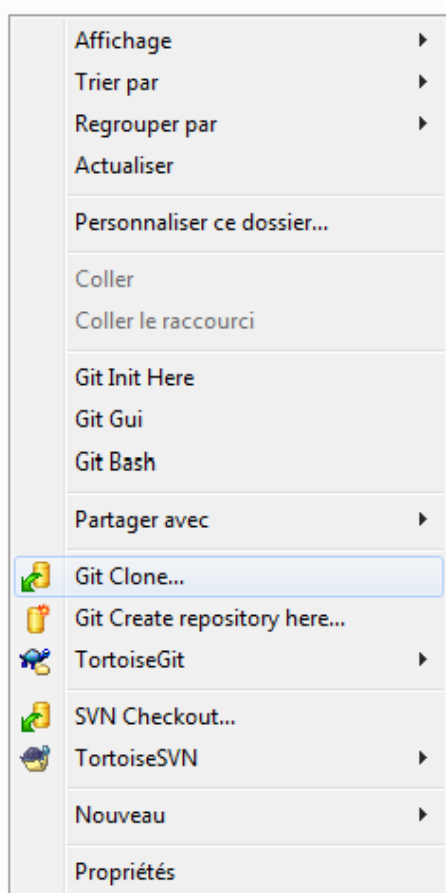 Affichage
Trier par
Regrouper par
Actualiser
Personnaliser ce dossier...
Coller
Coller le raccourci
Git Init Here
Git Gui
Git Bash
Partager avec
Git Clone...
Git Create repository here...
TortoiseGit
SVN Checkout...
TortoiseSVN
Nouveau
Propriétés